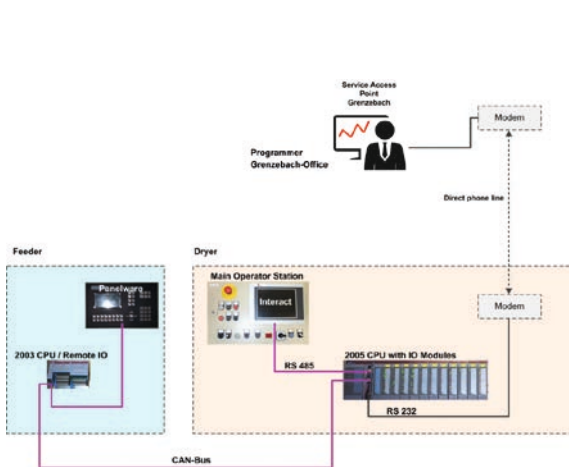 Service Access
Point
Grenzebach
Modem
Programmer
Grenzebach-Office
Direct phone line
Feeder
Dryer
Panelware
Main Operator Station
Interact
Modem
2003 CPU / Remote IO
RS 485
2005 CPU with IO Modules
RS 232
CAN-Bus